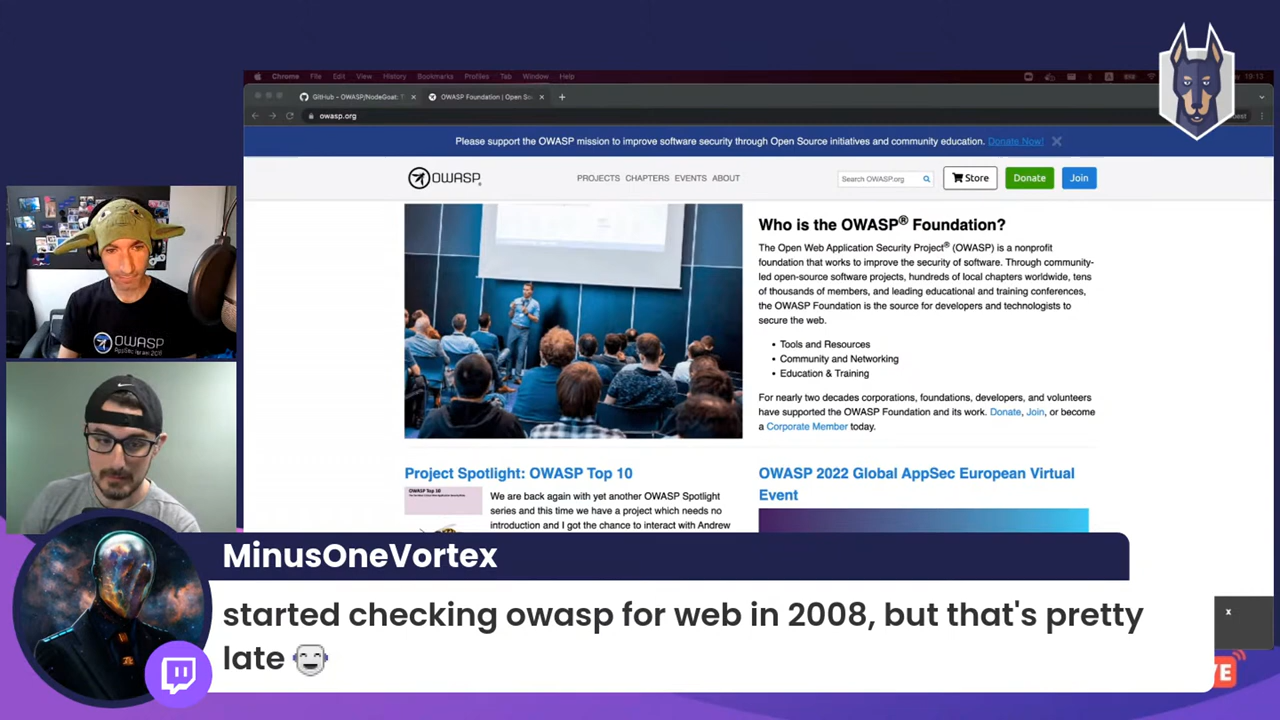 Chrome File Edit View History Bookmarks Profiles Tab Window Help
19:13
GitHub - OWASP/NodeGoat: T
OWASP Foundation | Open So
owasp.org
Please support the OWASP mission to improve software security through Open Source initiatives and community education. Donate Now!
OWASP
PROJECTS CHAPTERS EVENTS ABOUT
Search OWASP.org
Store
Donate
Join
Who is the OWASP® Foundation?
The Open Web Application Security Project® (OWASP) is a nonprofit
foundation that works to improve the security of software. Through community-
led open-source software projects, hundreds of local chapters worldwide, tens
of thousands of members, and leading educational and training conferences,
the OWASP Foundation is the source for developers and technologists to
secure the web.
• Tools and Resources
• Community and Networking
• Education & Training
For nearly two decades corporations, foundations, developers, and volunteers
have supported the OWASP Foundation and its work. Donate, Join, or become
a Corporate Member today.
Project Spotlight: OWASP Top 10
OWASP Top 10
We are back again with yet another OWASP Spotlight
series and this time we have a project which needs no
introduction and I got the chance to interact with Andrew
OWASP 2022 Global AppSec European Virtual
Event
OWASP
MinusOneVortex
started checking owasp for web in 2008, but that's pretty
late
x
VE